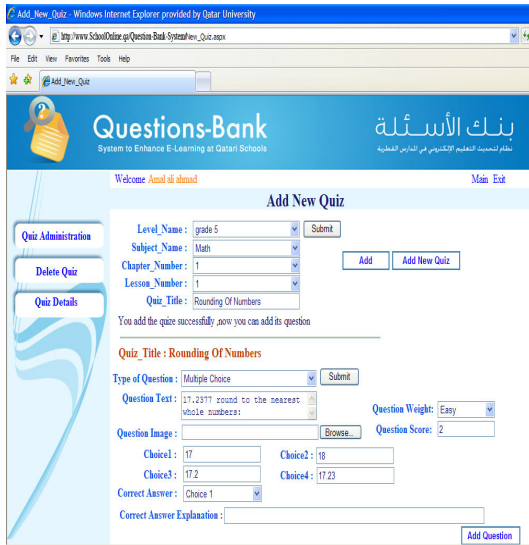 Add_New_Quiz - Windows Internet Explorer provided by Qatar University
http://www.SchoolOnline.qa/Question-Bank-System/New_Quiz.aspx
File Edit View Favorites Tools Help
Add_New_Quiz
Questions-Bank
System to Enhance E-Learning at Qatari Schools
بنك الأسئلة
نظام لتحديث التعليم الإلكتروني في المدارس القطرية
Welcome Amal ali ahmad
Main Exit
Add New Quiz
Quiz Administration
Delete Quiz
Quiz Details
Level_Name : grade 5 Submit
Subject_Name : Math
Chapter_Number : 1
Add Add New Quiz
Lesson_Number : 1
Quiz_Title : Rounding Of Numbers
You add the quize successfully ,now you can add its question
Quiz_Title : Rounding Of Numbers
Type of Question : Multiple Choice Submit
Question Text : 17.2377 round to the nearest
whole numbers:
Question Weight: Easy
Question Image : Browse... Question Score: 2
Choice1 : 17 Choice2 : 18
Choice3 : 17.2 Choice4 : 17.23
Correct Answer : Choice 1
Correct Answer Explanation :
Add Question